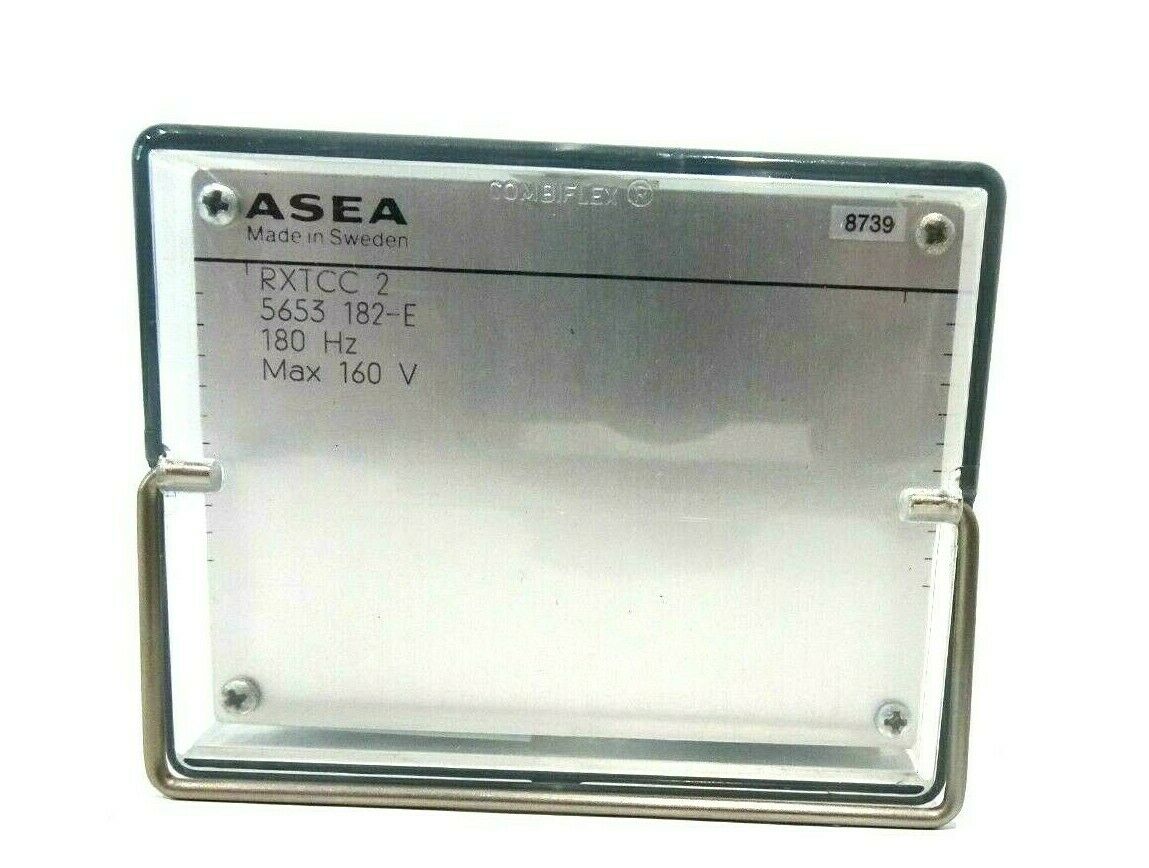 COMBIFLEX ®
ASEA
8739
Made in Sweden
RXTCC 2
5653 182-E
180 Hz
Max 160 V